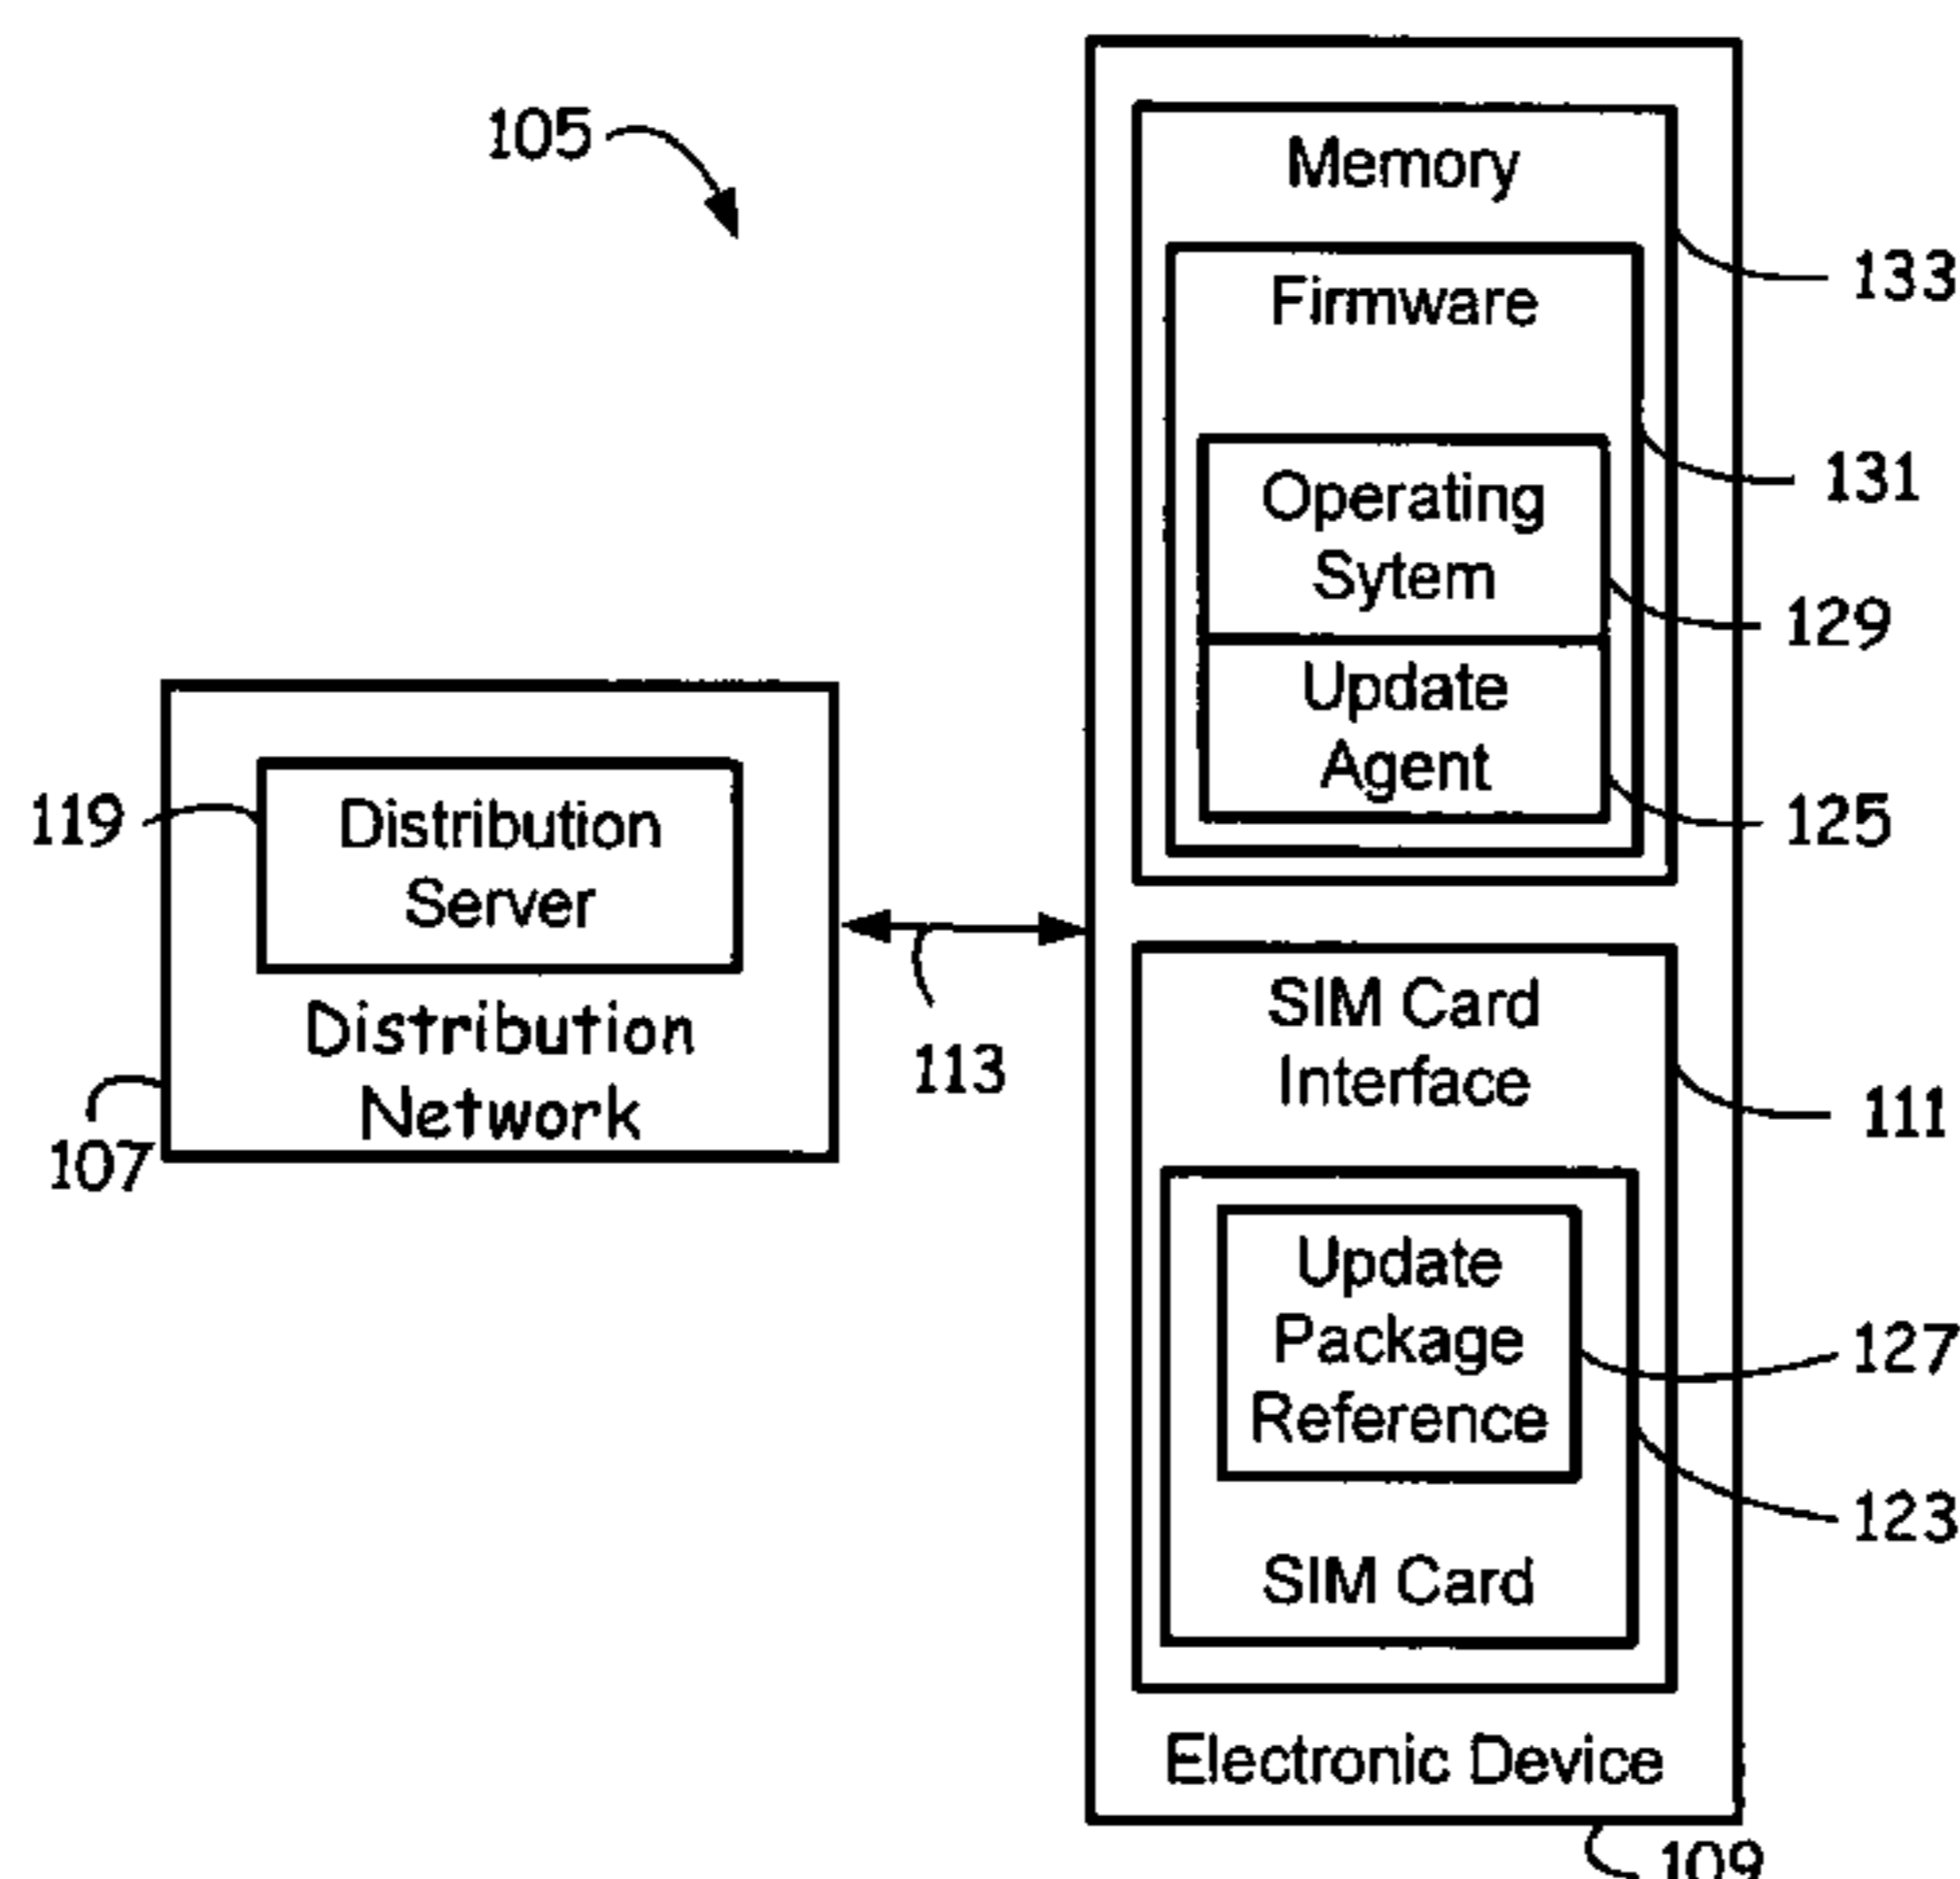 105
Memory
133
Firmware
131
Operating
Sytem
129
Update
Agent
125
119
Distribution
Server
Distribution
Network
107
113
SIM Card
Interface
111
Update
Package
Reference
127
123
SIM Card
Electronic Device
109